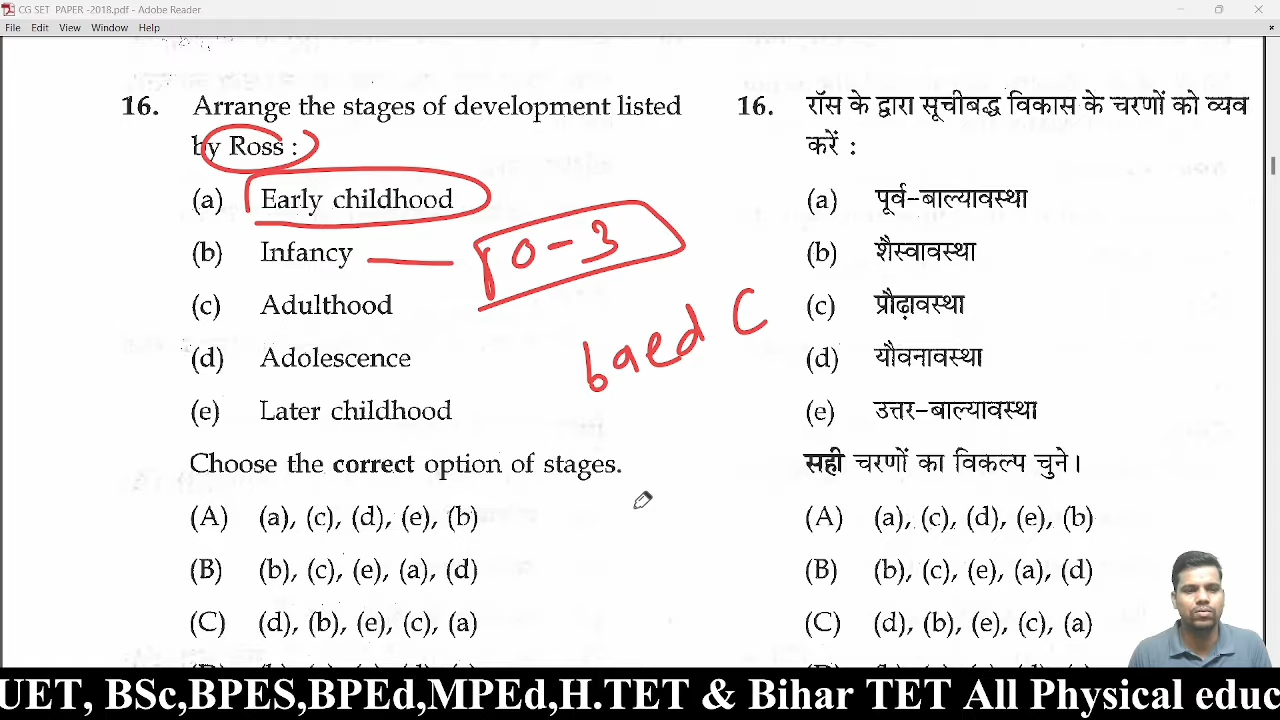 CG SET PAPER -2018.pdf - Adobe Reader
File Edit View Window Help
16. Arrange the stages of development listed
by Ross :
(a) Early childhood
(b) Infancy
0 - 3
(c) Adulthood
(d) Adolescence
(e) Later childhood
baed C
Choose the correct option of stages.
(A) (a), (c), (d), (e), (b)
(B) (b), (c), (e), (a), (d)
(C) (d), (b), (e), (c), (a)
16. रॉस के द्वारा सूचीबद्ध विकास के चरणों को व्यव
करें :
(a) पूर्व-बाल्यावस्था
(b) शैस्वावस्था
(c) प्रौढ़ावस्था
(d) यौवनावस्था
(e) उत्तर-बाल्यावस्था
सही चरणों का विकल्प चुने।
(A) (a), (c), (d), (e), (b)
(B) (b), (c), (e), (a), (d)
(C) (d), (b), (e), (c), (a)
UET, BSc,BPES,BPEd,MPEd,H.TET & Bihar TET All Physical educ